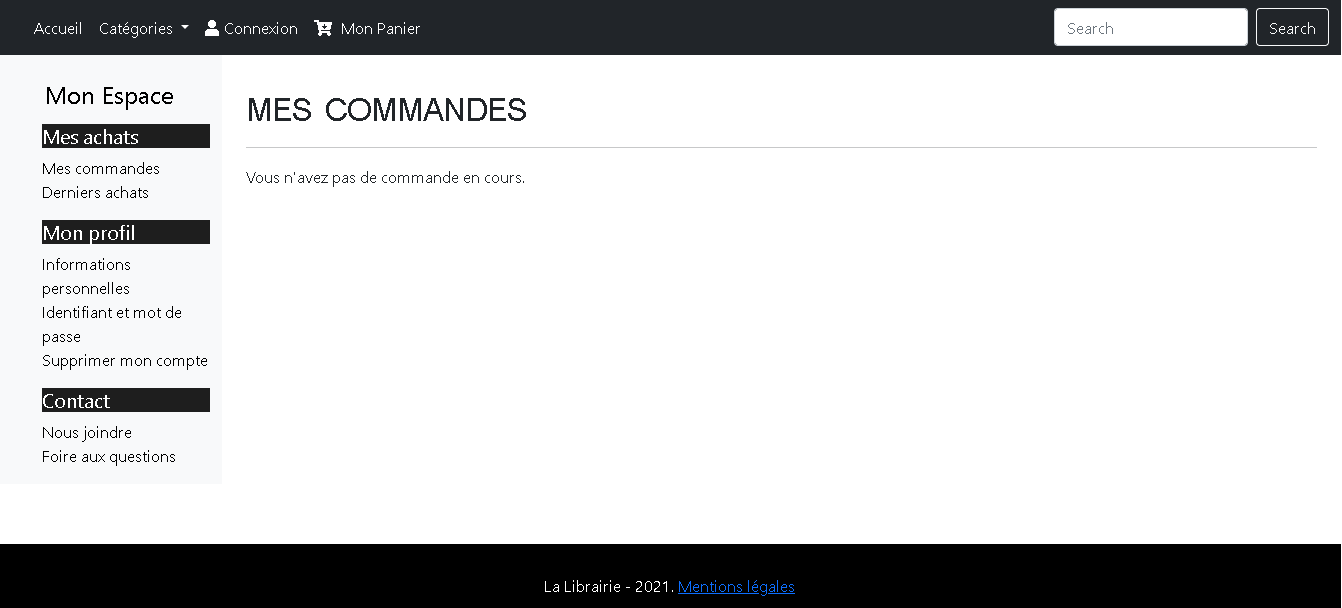 Accueil Catégories Connexion Mon Panier Search Search
Mon Espace
Mes achats
Mes commandes
Derniers achats
Mon profil
Informations
personnelles
Identifiant et mot de
passe
Supprimer mon compte
Contact
Nous joindre
Foire aux questions
MES COMMANDES
Vous n'avez pas de commande en cours.
La Librairie - 2021. Mentions légales